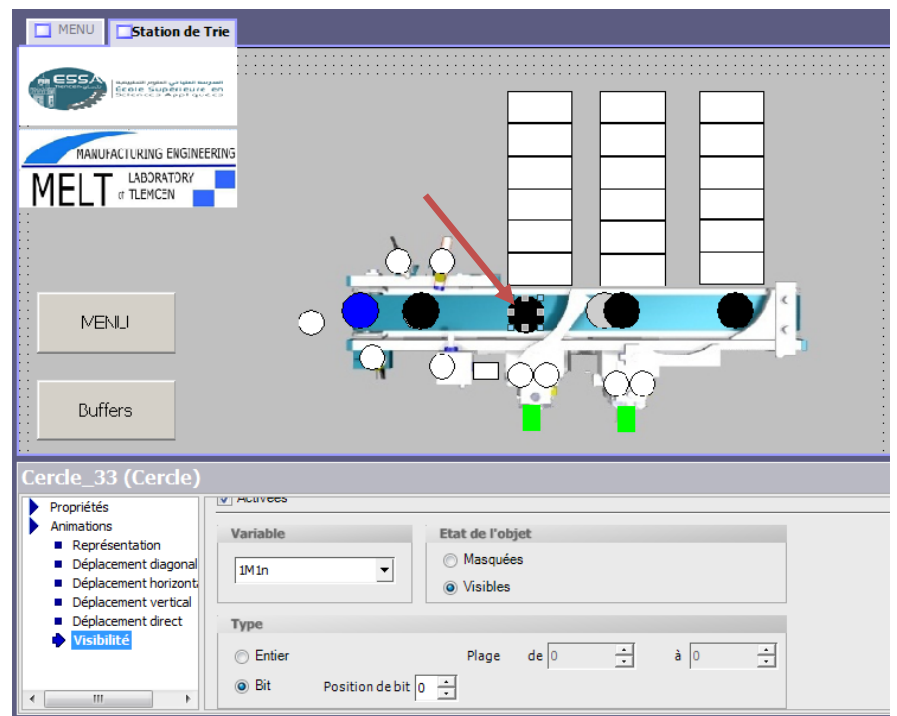 MENU
Station de Trie
ESSA
Ecole Superieure en
Sciences Appliquées
MANUFACTURING ENGINEERING
MELT LABORATORY
of TLEMCEN
MENU
Buffers
Cercle_33 (Cercle)
Propriétés
Animations
Représentation
Déplacement diagonal
Déplacement horizonta
Déplacement vertical
Déplacement direct
Visibilité
Activées
Variable
1M1n
Etat de l'objet
Masquées
Visibles
Type
Entier
Plage de 0 à 0
Bit
Position de bit 0